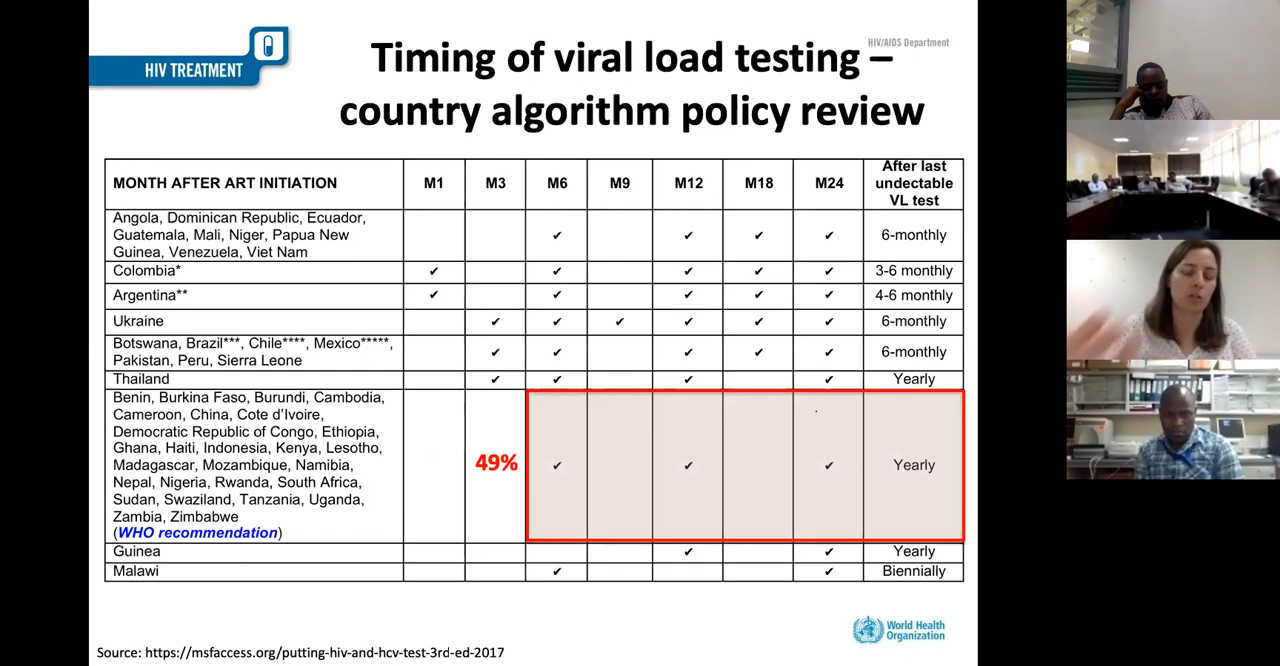 HIV TREATMENT
HIV/AIDS Department
Timing of viral load testing –
country algorithm policy review
MONTH AFTER ART INITIATION M1 M3 M6 M9 M12 M18 M24 After last undectable VL test
Angola, Dominican Republic, Ecuador,
Guatemala, Mali, Niger, Papua New
Guinea, Venezuela, Viet Nam
✔ ✔ ✔ ✔ 6-monthly
Colombia* ✔ ✔ ✔ ✔ ✔ 3-6 monthly
Argentina** ✔ ✔ ✔ ✔ ✔ 4-6 monthly
Ukraine ✔ ✔ ✔ ✔ ✔ ✔ 6-monthly
Botswana, Brazil***, Chile****, Mexico*****,
Pakistan, Peru, Sierra Leone
✔ ✔ ✔ ✔ ✔ 6-monthly
Thailand ✔ ✔ ✔ ✔ Yearly
Benin, Burkina Faso, Burundi, Cambodia,
Cameroon, China, Cote d'Ivoire,
Democratic Republic of Congo, Ethiopia,
Ghana, Haiti, Indonesia, Kenya, Lesotho,
Madagascar, Mozambique, Namibia,
Nepal, Nigeria, Rwanda, South Africa,
Sudan, Swaziland, Tanzania, Uganda,
Zambia, Zimbabwe
(WHO recommendation)
49% ✔ ✔ ✔ Yearly
Guinea ✔ ✔ Yearly
Malawi ✔ ✔ Biennially
World Health
Organization
Source: https://msfaccess.org/putting-hiv-and-hcv-test-3rd-ed-2017